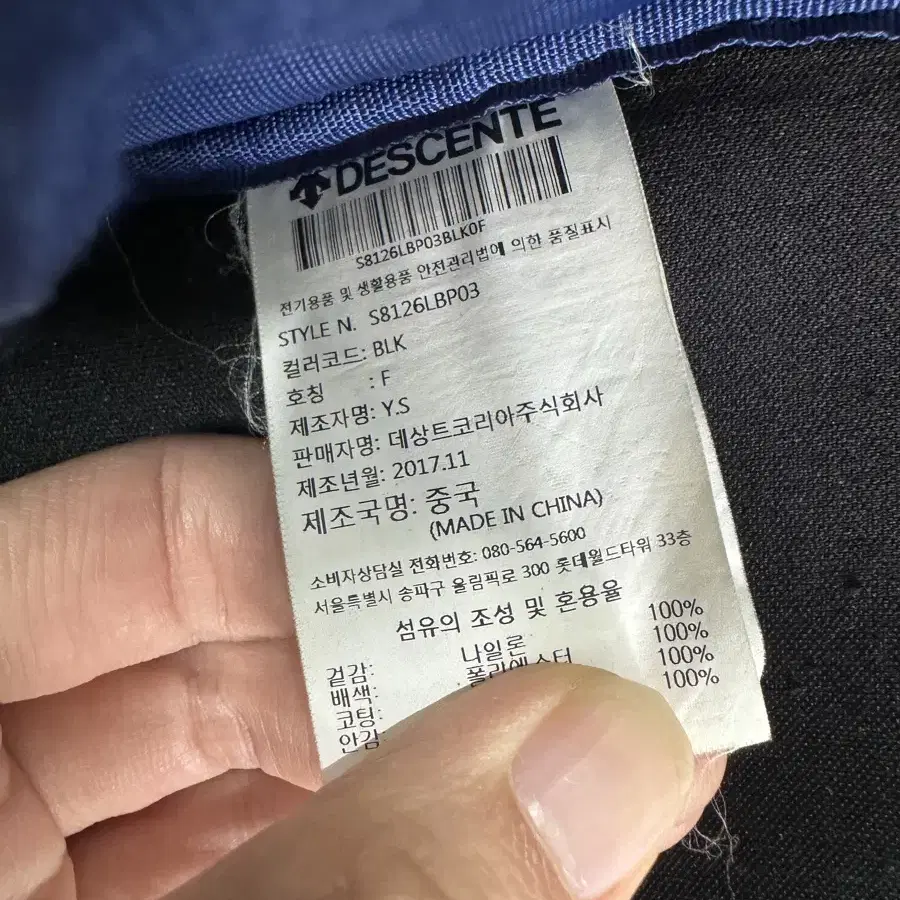 DESCENTE
S8126LBP03BLK0F
전기용품 및 생활용품 안전관리법에 의한 품질표시
STYLE N. S8126LBP03
컬러코드: BLK
호칭 : F
제조자명: Y.S
판매자명: 데상트코리아주식회사
제조년월: 2017.11
제조국명: 중국
(MADE IN CHINA)
소비자상담실 전화번호: 080-564-5600
서울특별시 송파구 올림픽로 300 롯데월드타워 33층
섬유의 조성 및 혼용율
겉감: 나일론 100%
배색: 폴리에스터 100%
코팅: 100%
안감: 100%